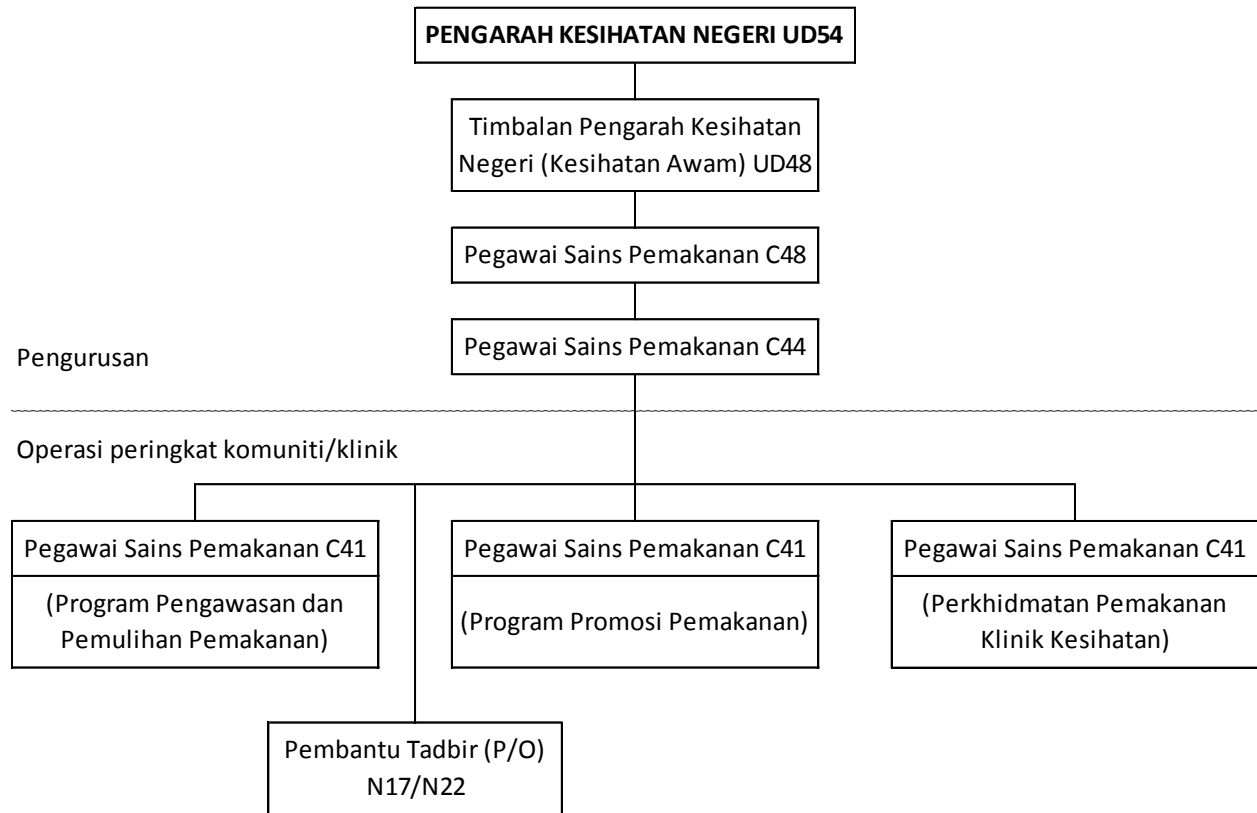 PENGARAH KESIHATAN NEGERI UD54
Timbalan Pengarah Kesihatan
Negeri (Kesihatan Awam) UD48
Pegawai Sains Pemakanan C48
Pegawai Sains Pemakanan C44
Pengurusan
Operasi peringkat komuniti/klinik
Pegawai Sains Pemakanan C41
(Program Pengawasan dan
Pemulihan Pemakanan)
Pegawai Sains Pemakanan C41
(Program Promosi Pemakanan)
Pegawai Sains Pemakanan C41
(Perkhidmatan Pemakanan
Klinik Kesihatan)
Pembantu Tadbir (P/O)
N17/N22